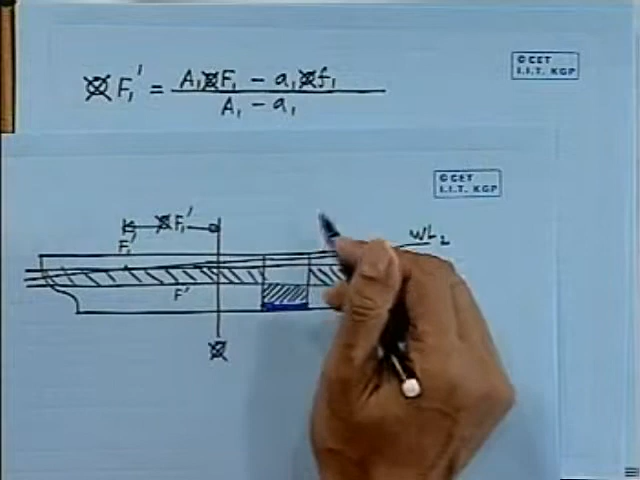 © CET
I.I.T. KGP
⊗F₁' = A₁⊗F₁ - a₁⊗f₁
A₁ - a₁
© CET
I.I.T. KGP
⊗F₁'
F₁'
WL₂
F'
⊗